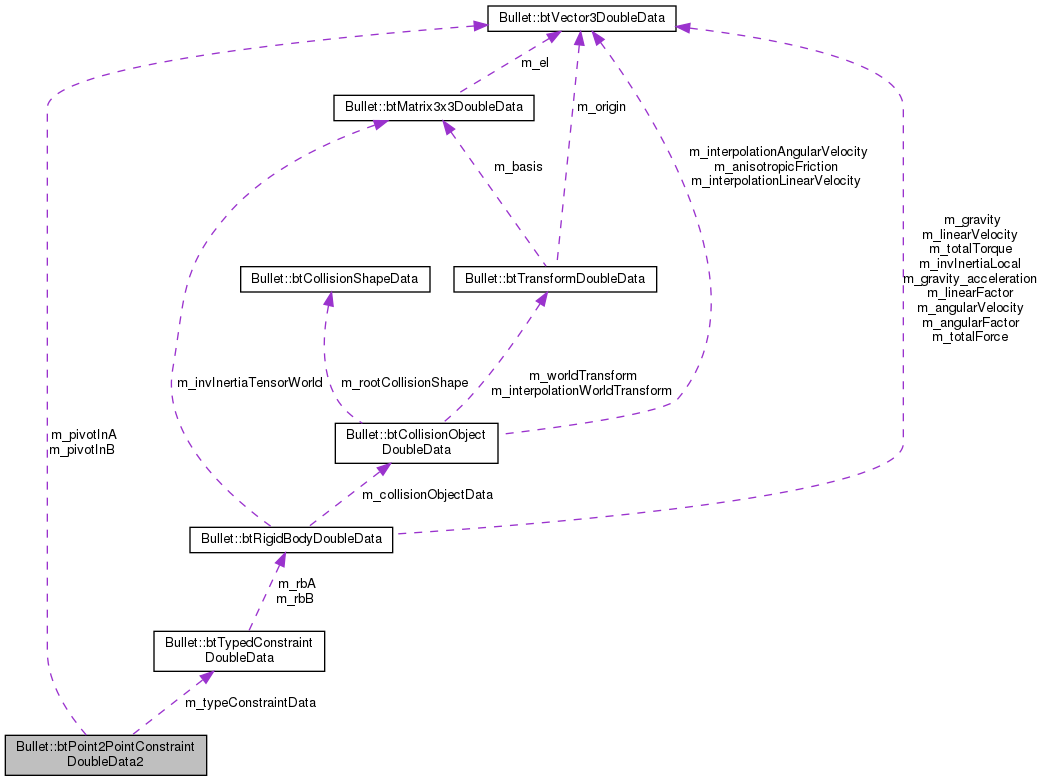 Bullet::btVector3DoubleData
m_el
Bullet::btMatrix3x3DoubleData
m_origin
m_interpolationAngularVelocity
m_anisotropicFriction
m_interpolationLinearVelocity
m_basis
m_gravity
m_linearVelocity
m_totalTorque
m_invInertiaLocal
m_gravity_acceleration
m_linearFactor
m_angularVelocity
m_angularFactor
m_totalForce
Bullet::btCollisionShapeData
Bullet::btTransformDoubleData
m_invInertiaTensorWorld
m_rootCollisionShape
m_worldTransform
m_interpolationWorldTransform
m_pivotInA
m_pivotInB
Bullet::btCollisionObject
DoubleData
m_collisionObjectData
Bullet::btRigidBodyDoubleData
m_rbA
m_rbB
Bullet::btTypedConstraint
DoubleData
m_typeConstraintData
Bullet::btPoint2PointConstraint
DoubleData2